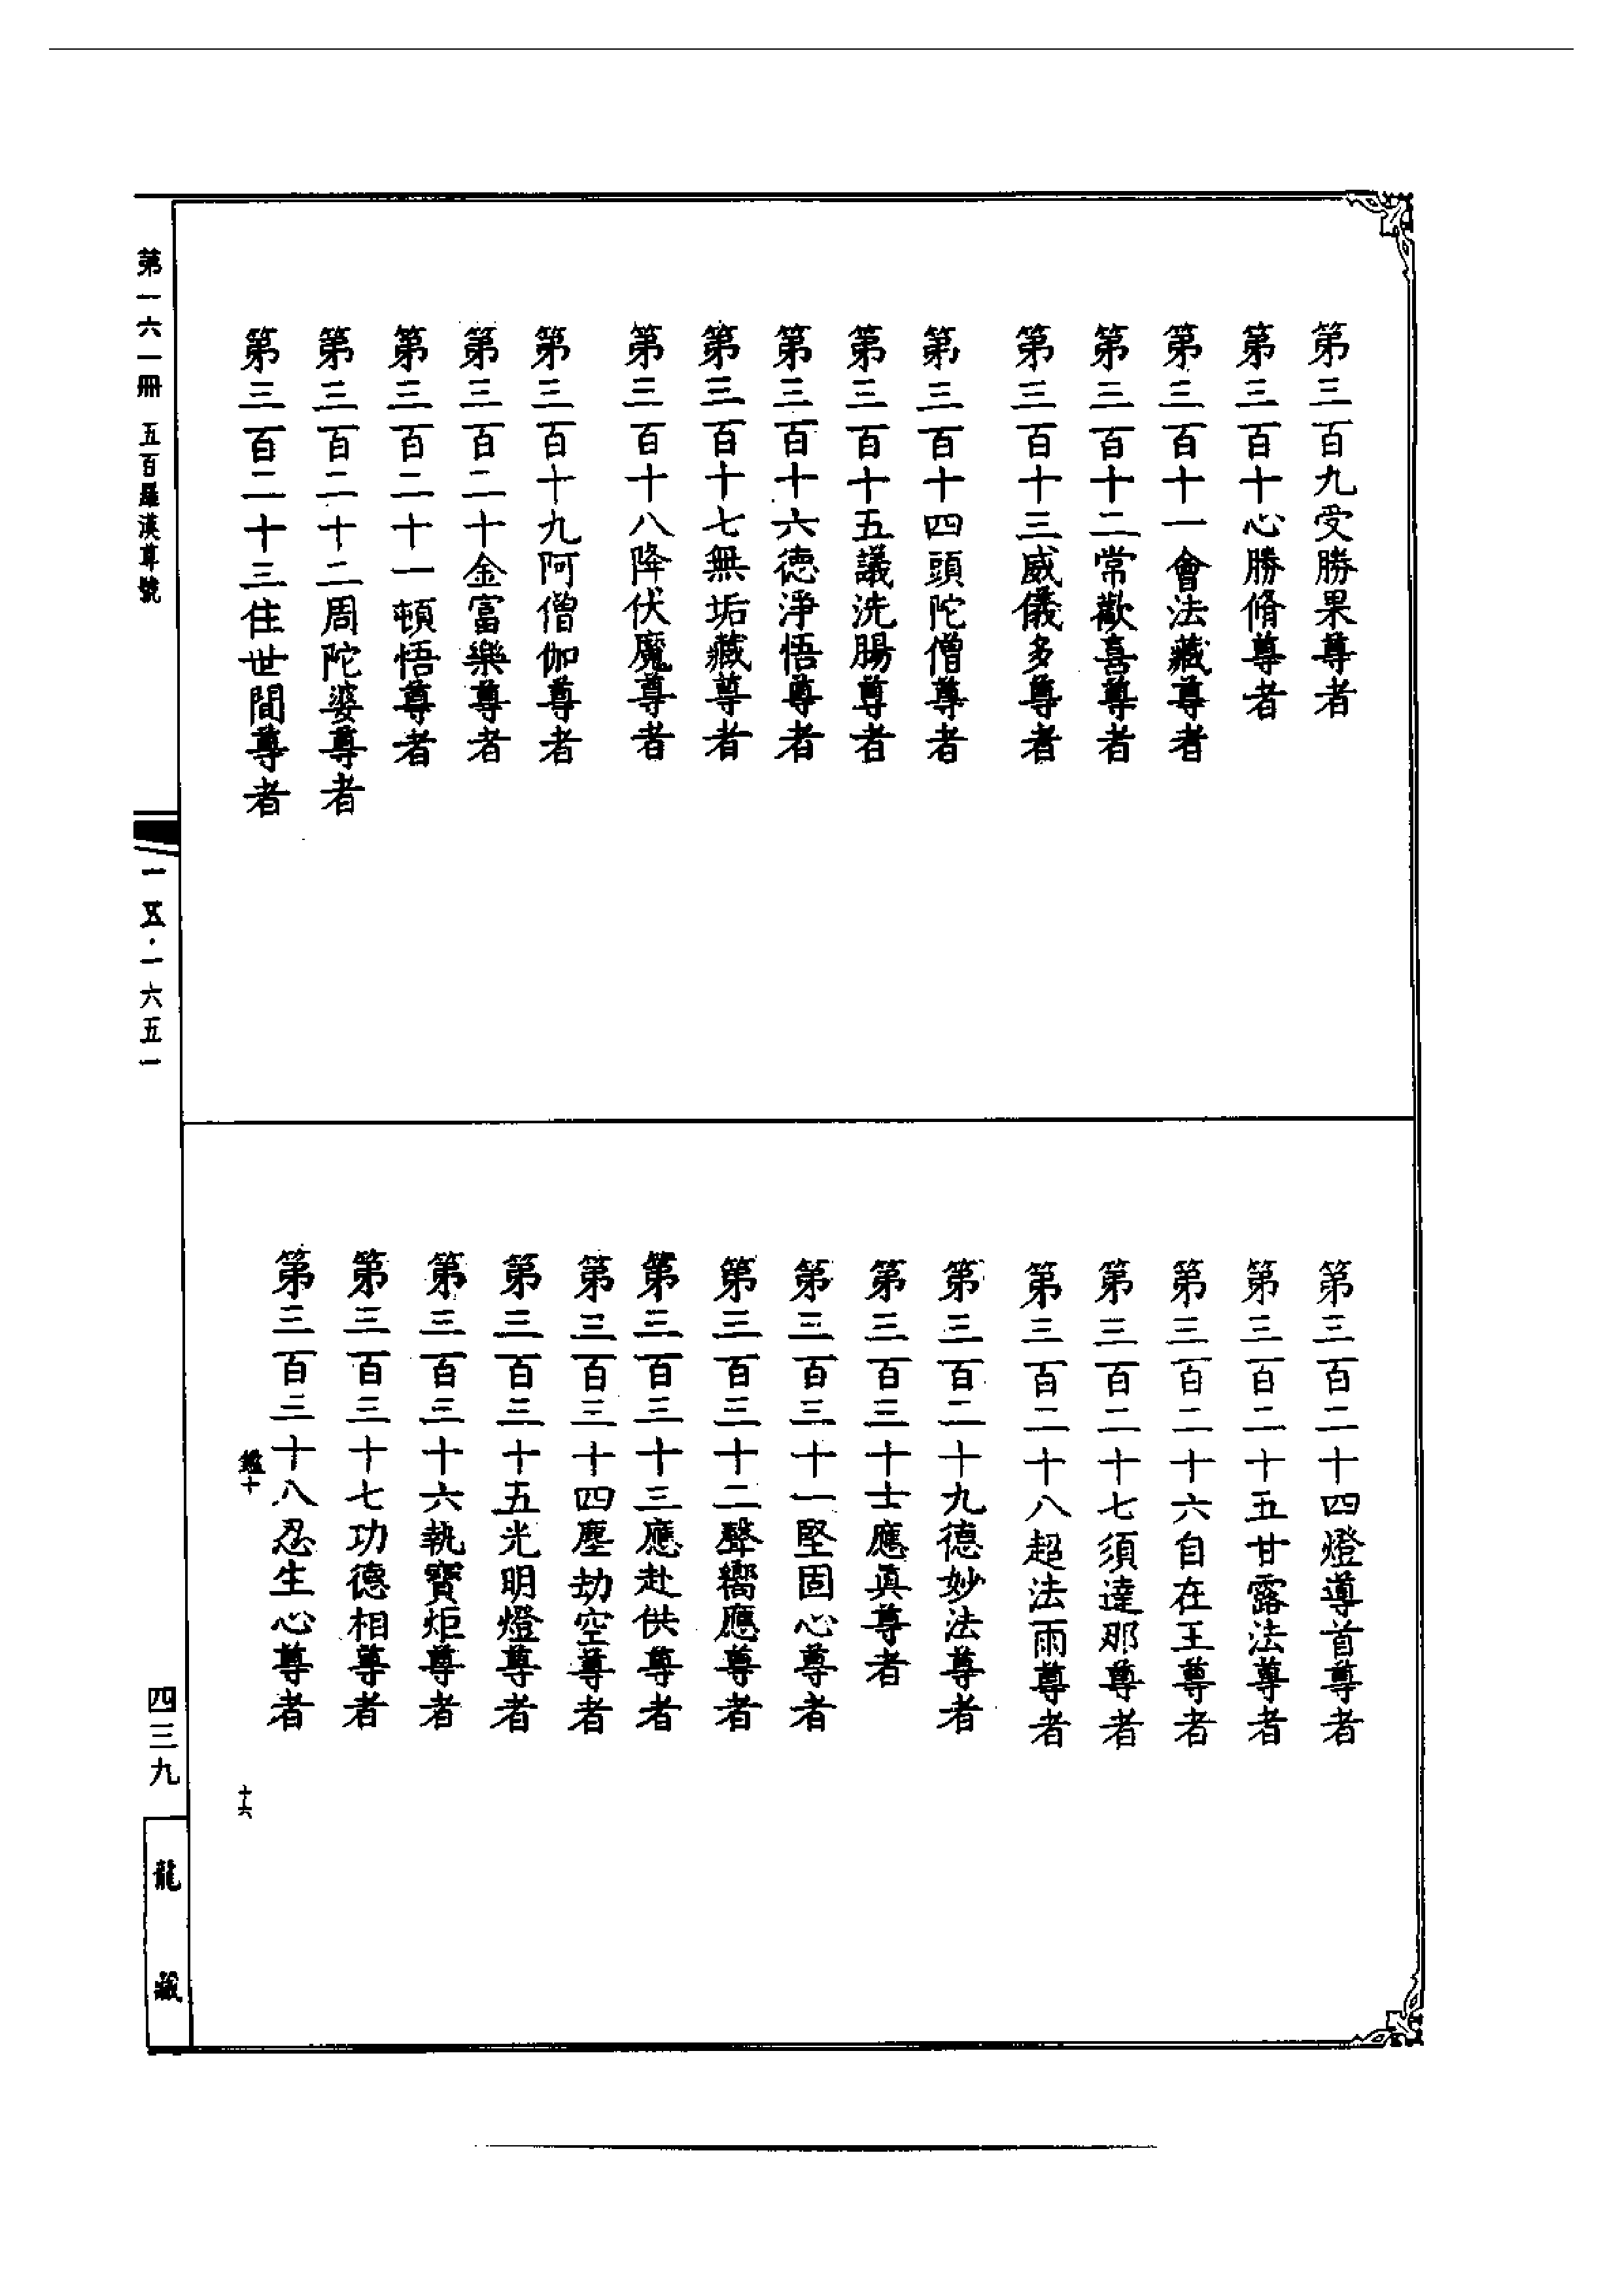 第三百九受勝果尊者
第三百十心勝脩尊者
第三百十一會法藏尊者
第三百十二常歡喜尊者
第三百十三威儀多尊者
第三百十四頭陀僧尊者
第三百十五議洗腸尊者
第三百十六德淨悟尊者
第三百十七無垢藏尊者
第三百十八降伏魔尊者
第三百十九阿僧伽尊者
第三百二十金富樂尊者
第三百二十一頓悟尊者
第三百二十二周陀婆尊者
第三百二十三住世間尊者
第三百二十四燈導首尊者
第三百二十五甘露法尊者
第三百二十六自在王尊者
第三百二十七須達那尊者
第三百二十八超法雨尊者
第三百二十九德妙法尊者
第三百三十士應眞尊者
第三百三十一堅固心尊者
第三百三十二聲嚮應尊者
第三百三十三應赴供尊者
第三百三十四塵劫空尊者
第三百三十五光明燈尊者
第三百三十六執寶炬尊者
第三百三十七功德相尊者
第三百三十八忍生心尊者
鑑十
十六
第一六一冊 五百羅漢尊號
一五·一六五一
四三九
龍藏